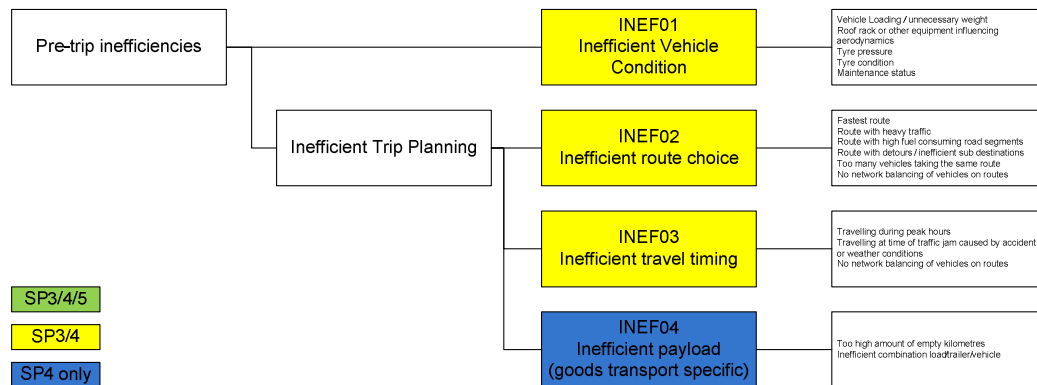 Pre-trip inefficiencies
INEF01
Inefficient Vehicle
Condition
Vehicle Loading / unnecessary weight
Roof rack or other equipment influencing
aerodynamics
Tyre pressure
Tyre condition
Maintenance status
Inefficient Trip Planning
INEF02
Inefficient route choice
Fastest route
Route with heavy traffic
Route with high fuel consuming road segments
Route with detours / inefficient sub destinations
Too many vehicles taking the same route
No network balancing of vehicles on routes
INEF03
Inefficient travel timing
Travelling during peak hours
Travelling at time of traffic jam caused by accident
or weather conditions
No network balancing of vehicles on routes
SP3/4/5
SP3/4
SP4 only
INEF04
Inefficient payload
(goods transport specific)
Too high amount of empty kilometres
Inefficient combination load/trailer/vehicle